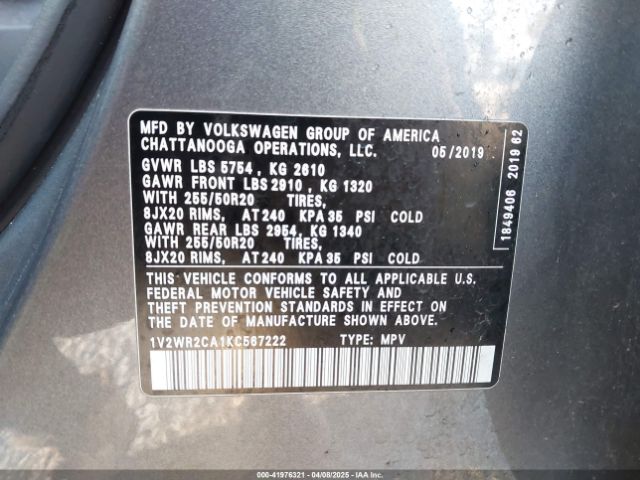 MFD BY VOLKSWAGEN GROUP OF AMERICA
CHATTANOOGA OPERATIONS, LLC. 05/2019
GVWR LBS 5754 , KG 2610
GAWR FRONT LBS 2910 , KG 1320
WITH 255/50R20 TIRES,
8JX20 RIMS, AT 240 KPA 35 PSI COLD
GAWR REAR LBS 2954, KG 1340
WITH 255/50R20 TIRES,
8JX20 RIMS, AT 240 KPA 35 PSI COLD
THIS VEHICLE CONFORMS TO ALL APPLICABLE U.S.
FEDERAL MOTOR VEHICLE SAFETY AND
THEFT PREVENTION STANDARDS IN EFFECT ON
THE DATE OF MANUFACTURE SHOWN ABOVE.
1V2WR2CA1KC567222 TYPE: MPV
1849406 2019 62
000-41976321 - 04/08/2025 - IAAI.COM